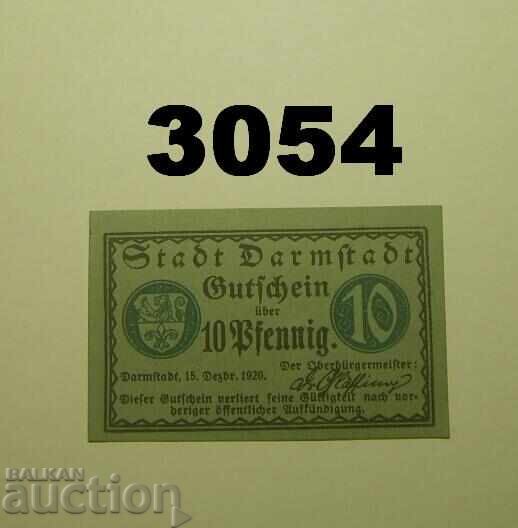 3054
Stadt Darmstadt
Gutschein
über
10 Pfennig.
10
Der Oberbürgermeister:
Darmstadt, 15. Dezbr. 1920.
Dieser Gutschein verliert seine Gültigkeit nach vor-
heriger öffentlicher Aufkündigung.
BALKAN
auction